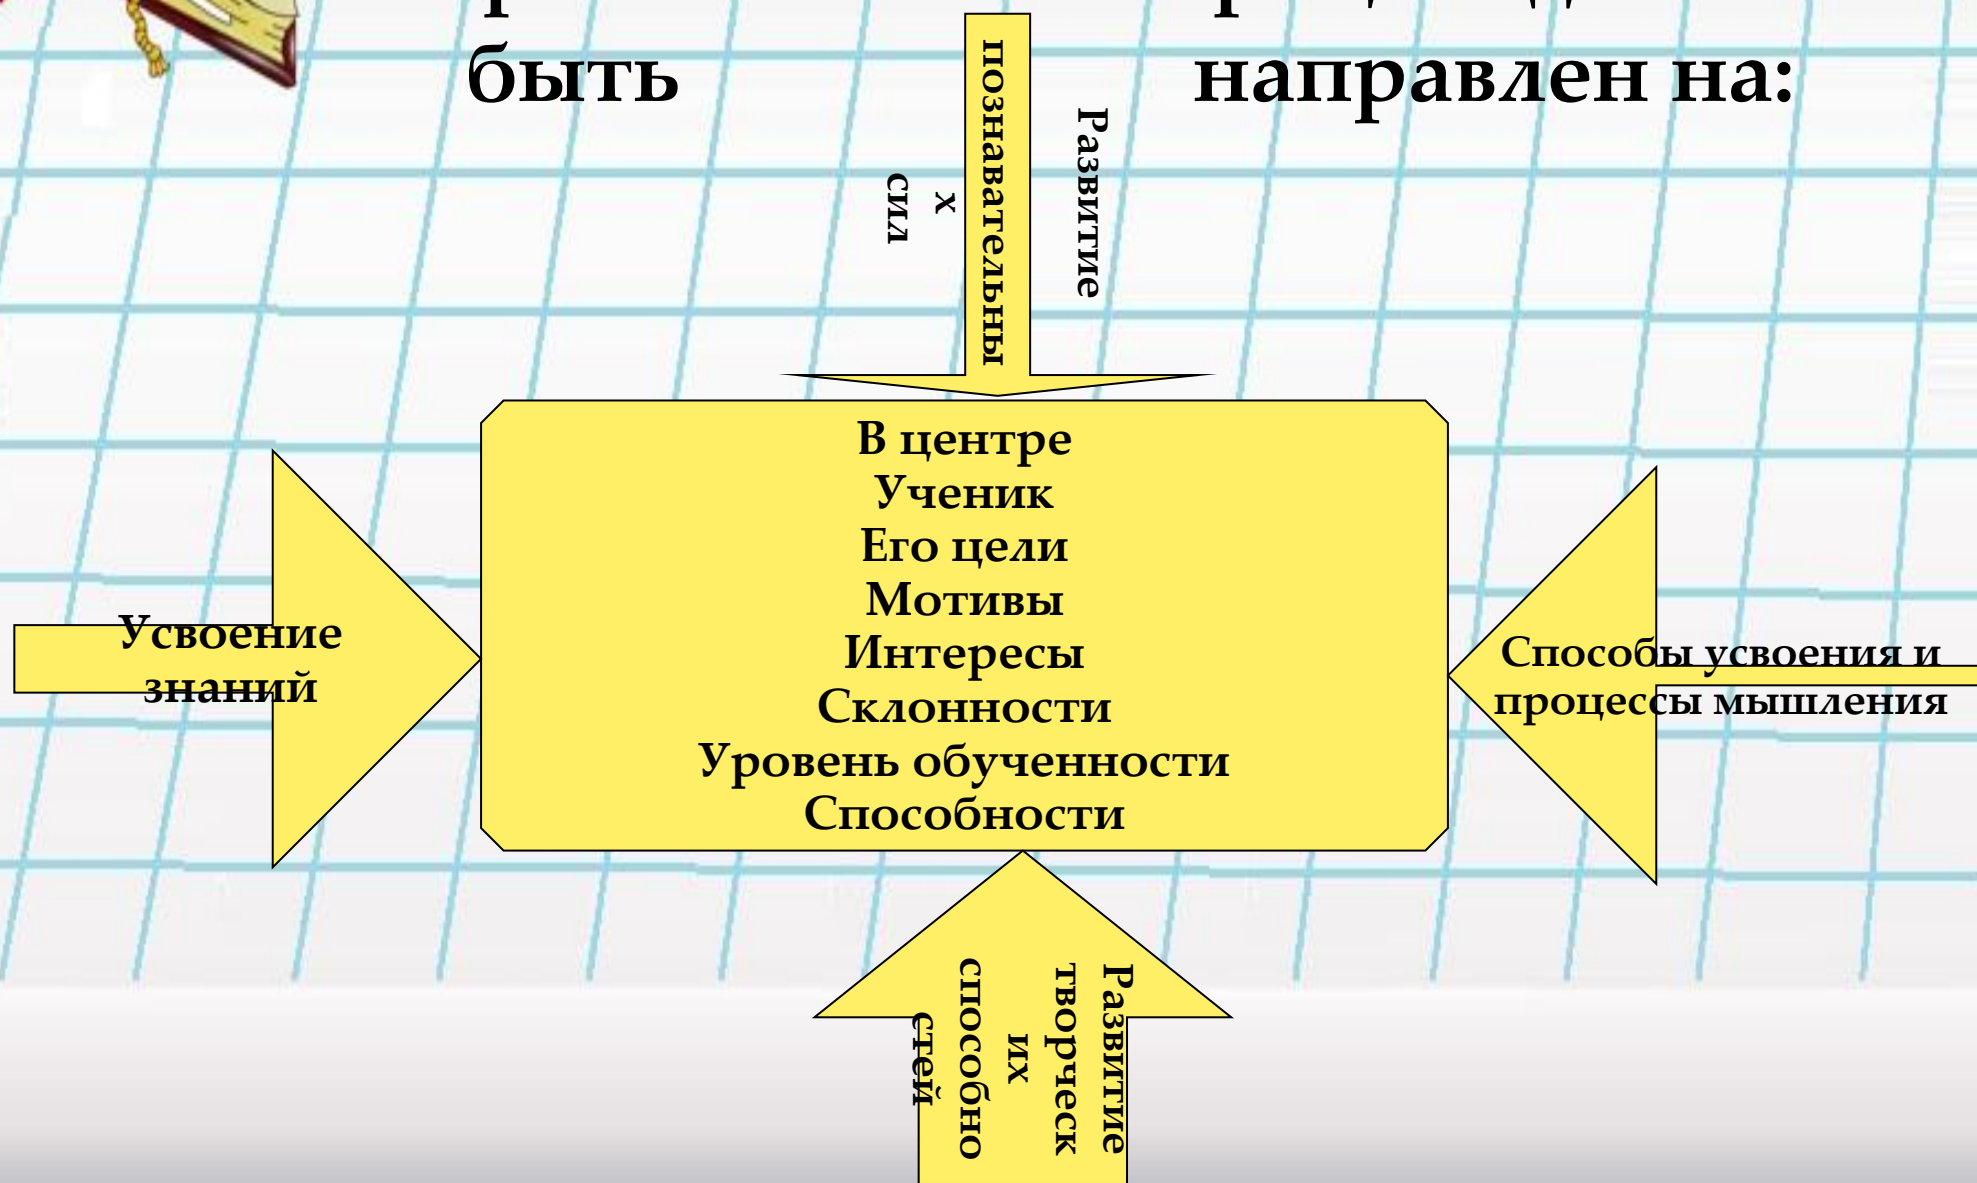 быть направлен на:
Развитие
познавательны
х
сил
В центре
Ученик
Его цели
Мотивы
Интересы
Склонности
Уровень обученности
Способности
Усвоение
знаний
Способы усвоения и
процессы мышления
Развитие
творческ
их
способно
стей